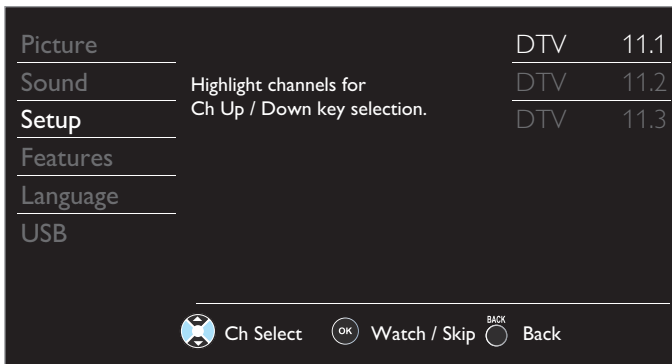 Picture
Sound
Setup
Features
Language
USB
Highlight channels for
Ch Up / Down key selection.
DTV 11.1
DTV 11.2
DTV 11.3
Ch Select OK Watch / Skip BACK Back